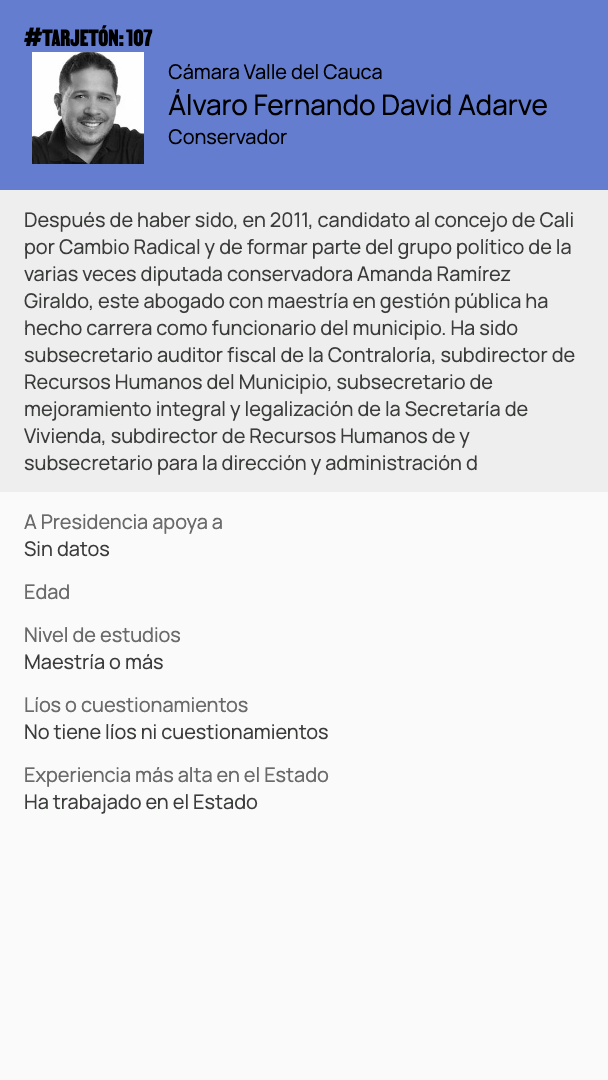 #TARJETÓN: 107
Cámara Valle del Cauca
Álvaro Fernando David Adarve
Conservador
Después de haber sido, en 2011, candidato al concejo de Cali
por Cambio Radical y de formar parte del grupo político de la
varias veces diputada conservadora Amanda Ramírez
Giraldo, este abogado con maestría en gestión pública ha
hecho carrera como funcionario del municipio. Ha sido
subsecretario auditor fiscal de la Contraloría, subdirector de
Recursos Humanos del Municipio, subsecretario de
mejoramiento integral y legalización de la Secretaría de
Vivienda, subdirector de Recursos Humanos de y
subsecretario para la dirección y administración d
A Presidencia apoya a
Sin datos
Edad
Nivel de estudios
Maestría o más
Líos o cuestionamientos
No tiene líos ni cuestionamientos
Experiencia más alta en el Estado
Ha trabajado en el Estado